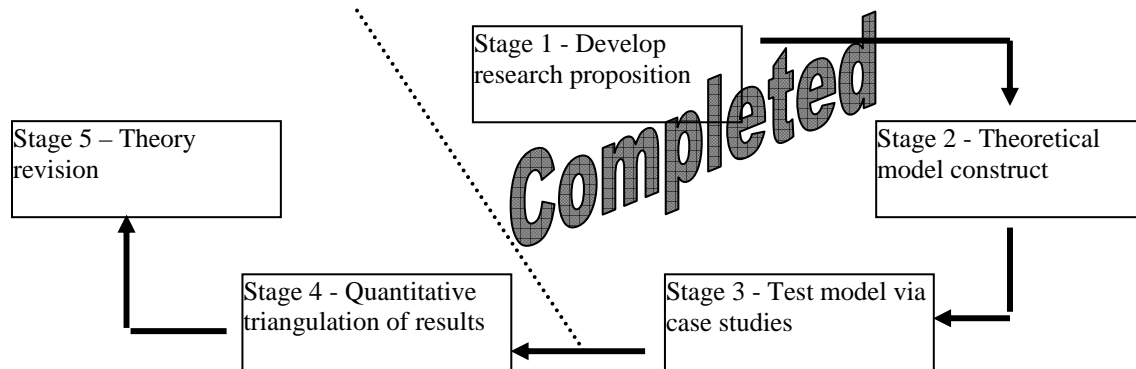 Stage 1 - Develop
research proposition
Completed
Stage 2 - Theoretical
model construct
Stage 3 - Test model via
case studies
Stage 4 - Quantitative
triangulation of results
Stage 5 – Theory
revision